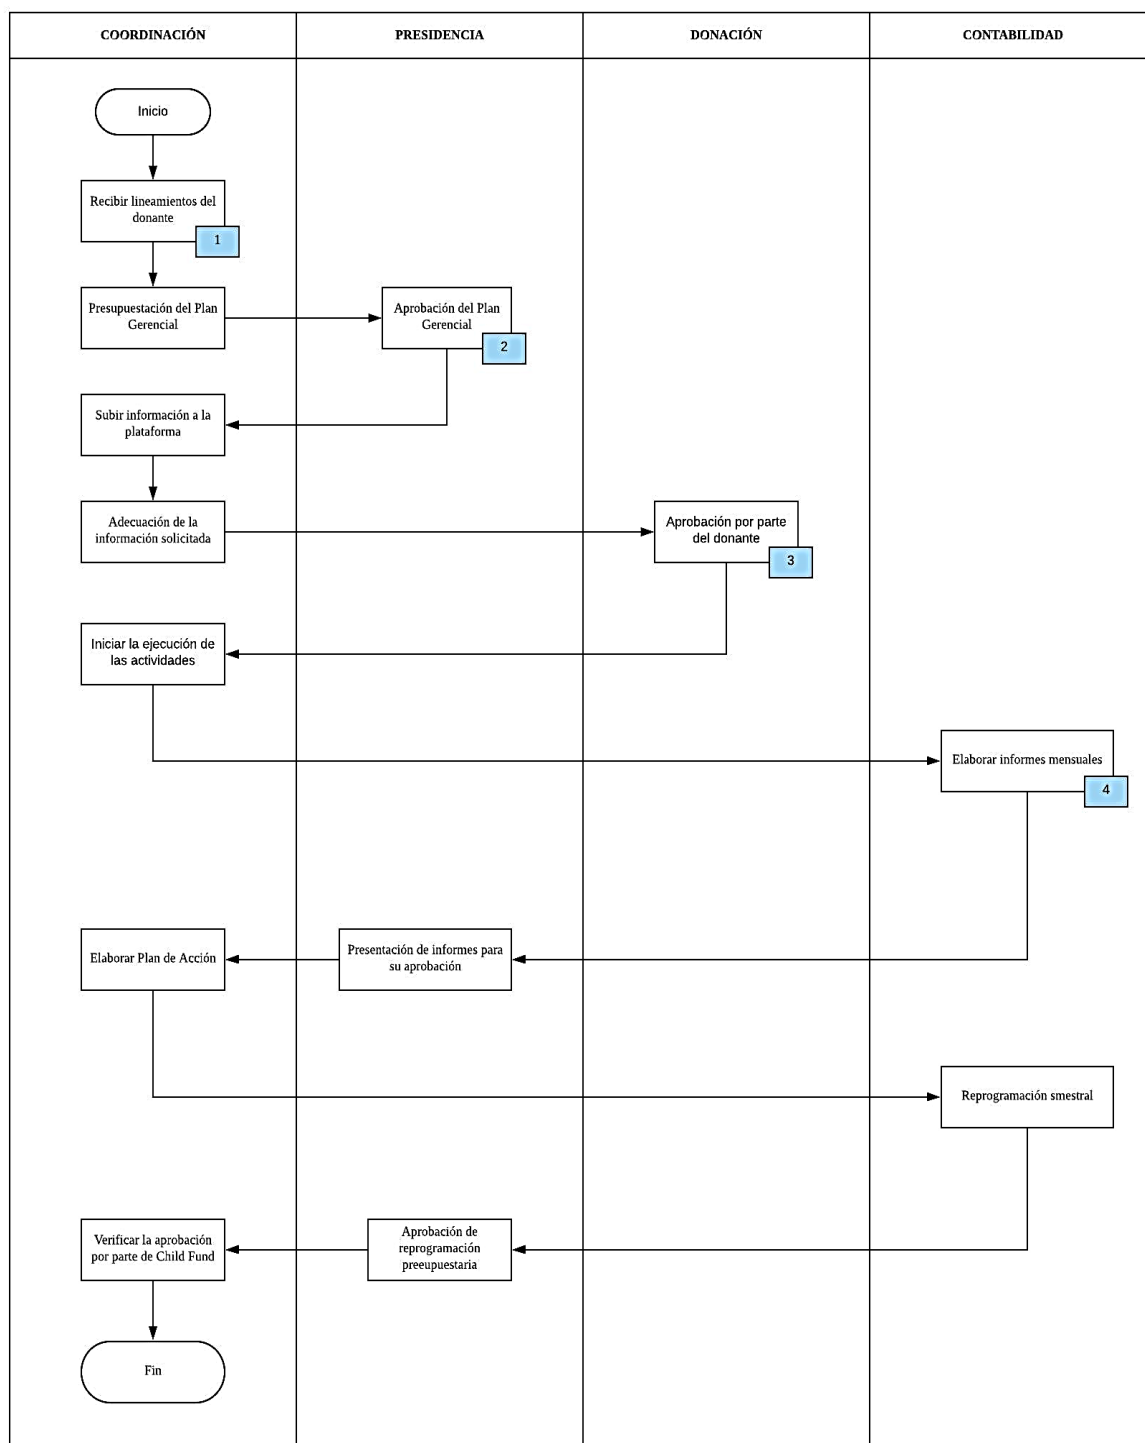 COORDINACIÓN
PRESIDENCIA
DONACIÓN
CONTABILIDAD
Inicio
Recibir lineamientos del
donante
1
Presupuestación del Plan
Gerencial
Aprobación del Plan
Gerencial
2
Subir información a la
plataforma
Adecuación de la
información solicitada
Aprobación por parte
del donante
3
Iniciar la ejecución de
las actividades
Elaborar informes mensuales
4
Elaborar Plan de Acción
Presentación de informes para
su aprobación
Reprogramación smestral
Verificar la aprobación
por parte de Child Fund
Aprobación de
reprogramación
preeupuestaria
Fin